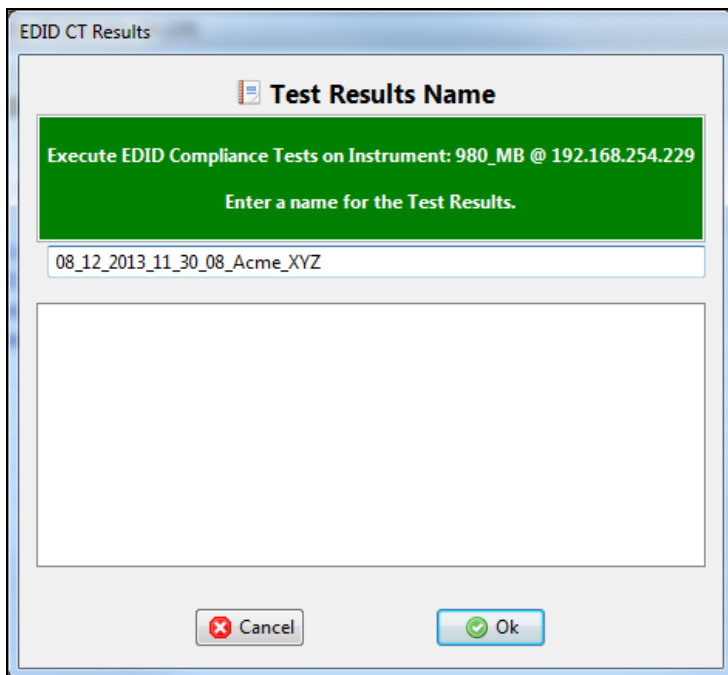 EDID CT Results
Test Results Name
Execute EDID Compliance Tests on Instrument: 980_MB @ 192.168.254.229
Enter a name for the Test Results.
08_12_2013_11_30_08_Acme_XYZ
Cancel
Ok